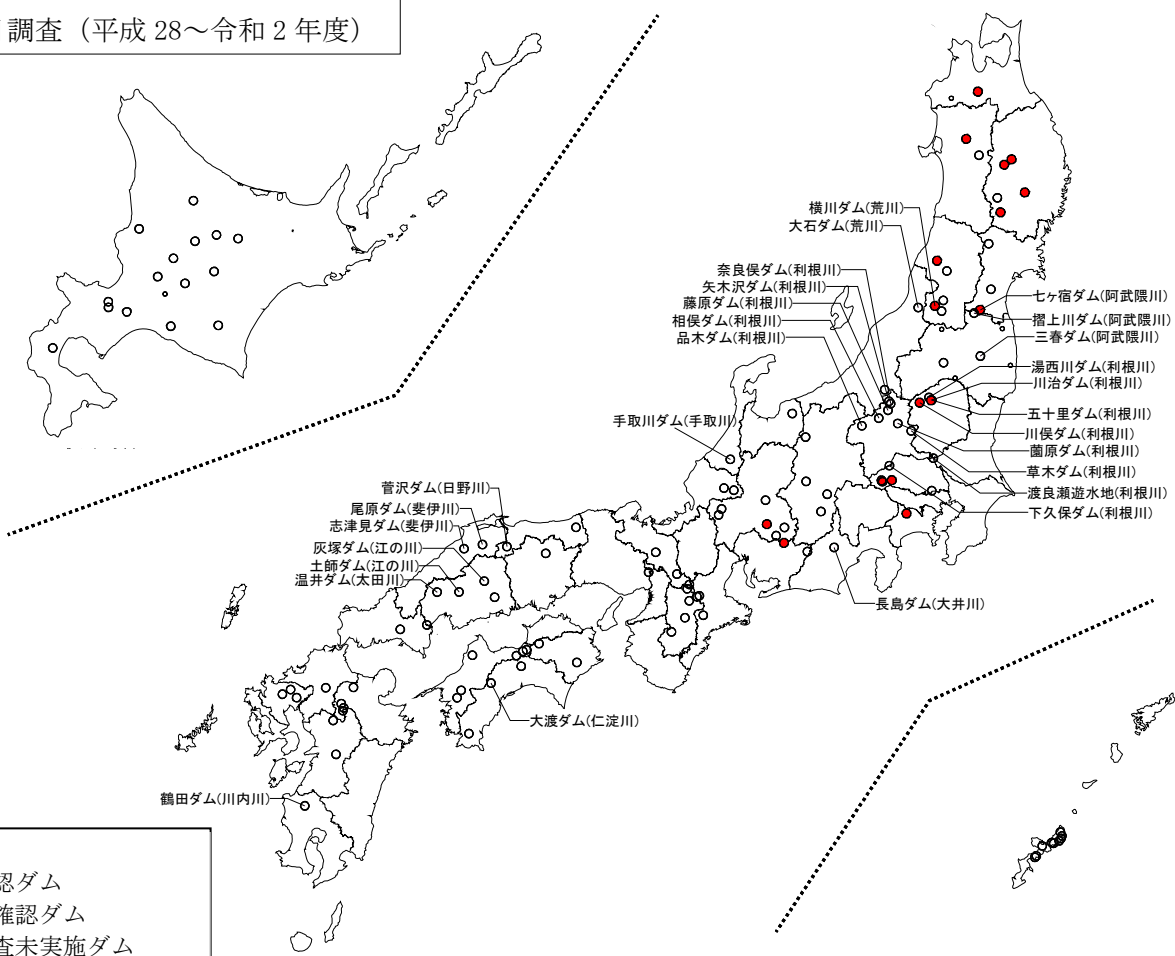 調査（平成 28～令和 2 年度）
横川ダム(荒川)
大石ダム(荒川)
奈良俣ダム(利根川)
矢木沢ダム(利根川)
藤原ダム(利根川)
相俣ダム(利根川)
品木ダム(利根川)
七ヶ宿ダム(阿武隈川)
摺上川ダム(阿武隈川)
三春ダム(阿武隈川)
湯西川ダム(利根川)
川治ダム(利根川)
五十里ダム(利根川)
川俣ダム(利根川)
薗原ダム(利根川)
草木ダム(利根川)
渡良瀬遊水地(利根川)
下久保ダム(利根川)
手取川ダム(手取川)
菅沢ダム(日野川)
尾原ダム(斐伊川)
志津見ダム(斐伊川)
灰塚ダム(江の川)
土師ダム(江の川)
温井ダム(太田川)
長島ダム(大井川)
大渡ダム(仁淀川)
鶴田ダム(川内川)
認ダム
確認ダム
査未実施ダム